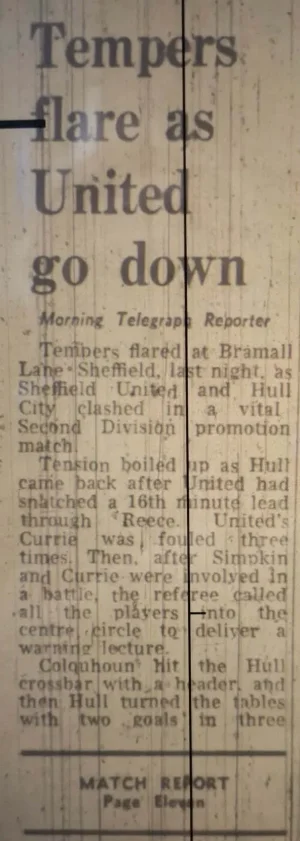 Tempers
flare as
United
go down
Morning Telegraph Reporter
Tempers flared at Bramall
Lane Sheffield, last night, as
Sheffield United and Hull
City clashed in a vital
Second Division promotion
match.
Tension boiled up as Hull
came back after United had
snatched a 16th minute lead
through Reece. United's
Currie was fouled three
times. Then, after Simpkin
and Currie were involved in
a battle, the referee called
all the players into the
centre circle to deliver a
warning lecture.
Colquhoun hit the Hull
crossbar with a header, and
then Hull turned the tables
with two goals in three
MATCH REPORT
Page Eleven